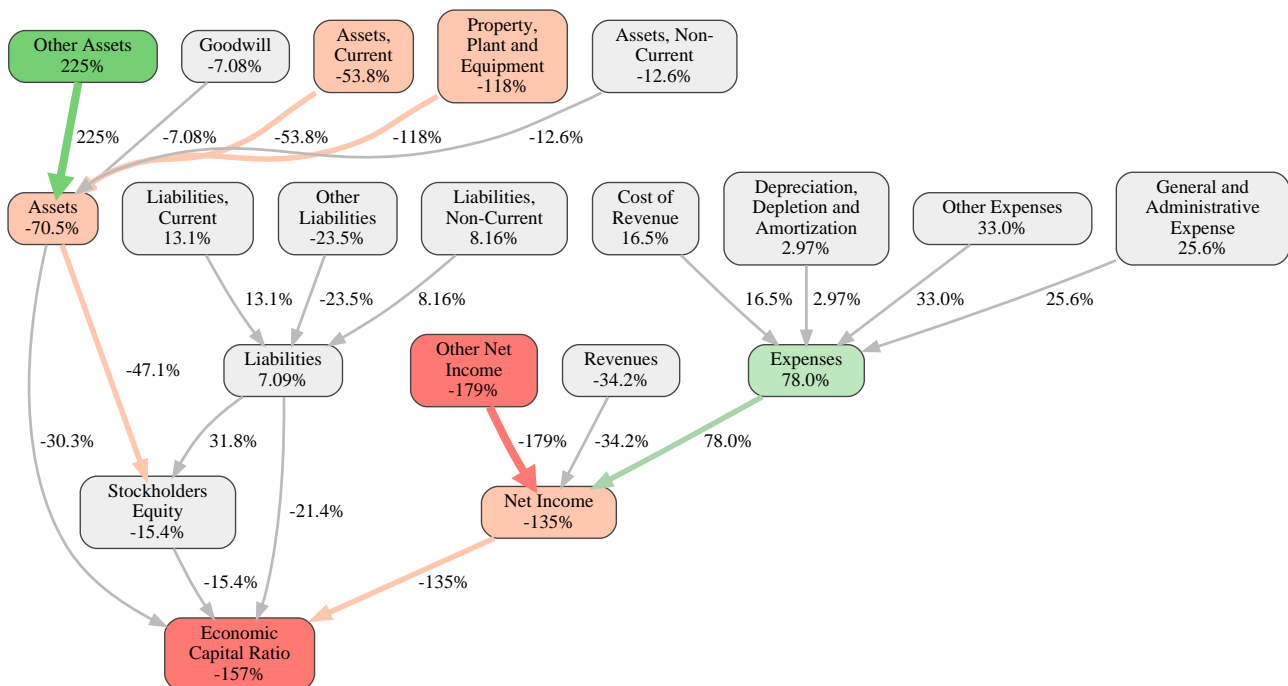 Other Assets
225%
Goodwill
-7.08%
Assets,
Current
-53.8%
Property,
Plant and
Equipment
-118%
Assets, Non-
Current
-12.6%
225%
-7.08%
-53.8%
-118%
-12.6%
Assets
-70.5%
Liabilities,
Current
13.1%
Other
Liabilities
-23.5%
Liabilities,
Non-Current
8.16%
Cost of
Revenue
16.5%
Depreciation,
Depletion and
Amortization
2.97%
Other Expenses
33.0%
General and
Administrative
Expense
25.6%
13.1%
-23.5%
8.16%
16.5%
2.97%
33.0%
25.6%
-47.1%
Liabilities
7.09%
Other Net
Income
-179%
Revenues
-34.2%
Expenses
78.0%
-30.3%
31.8%
-179%
-34.2%
78.0%
Stockholders
Equity
-15.4%
-21.4%
Net Income
-135%
-15.4%
-135%
Economic
Capital Ratio
-157%